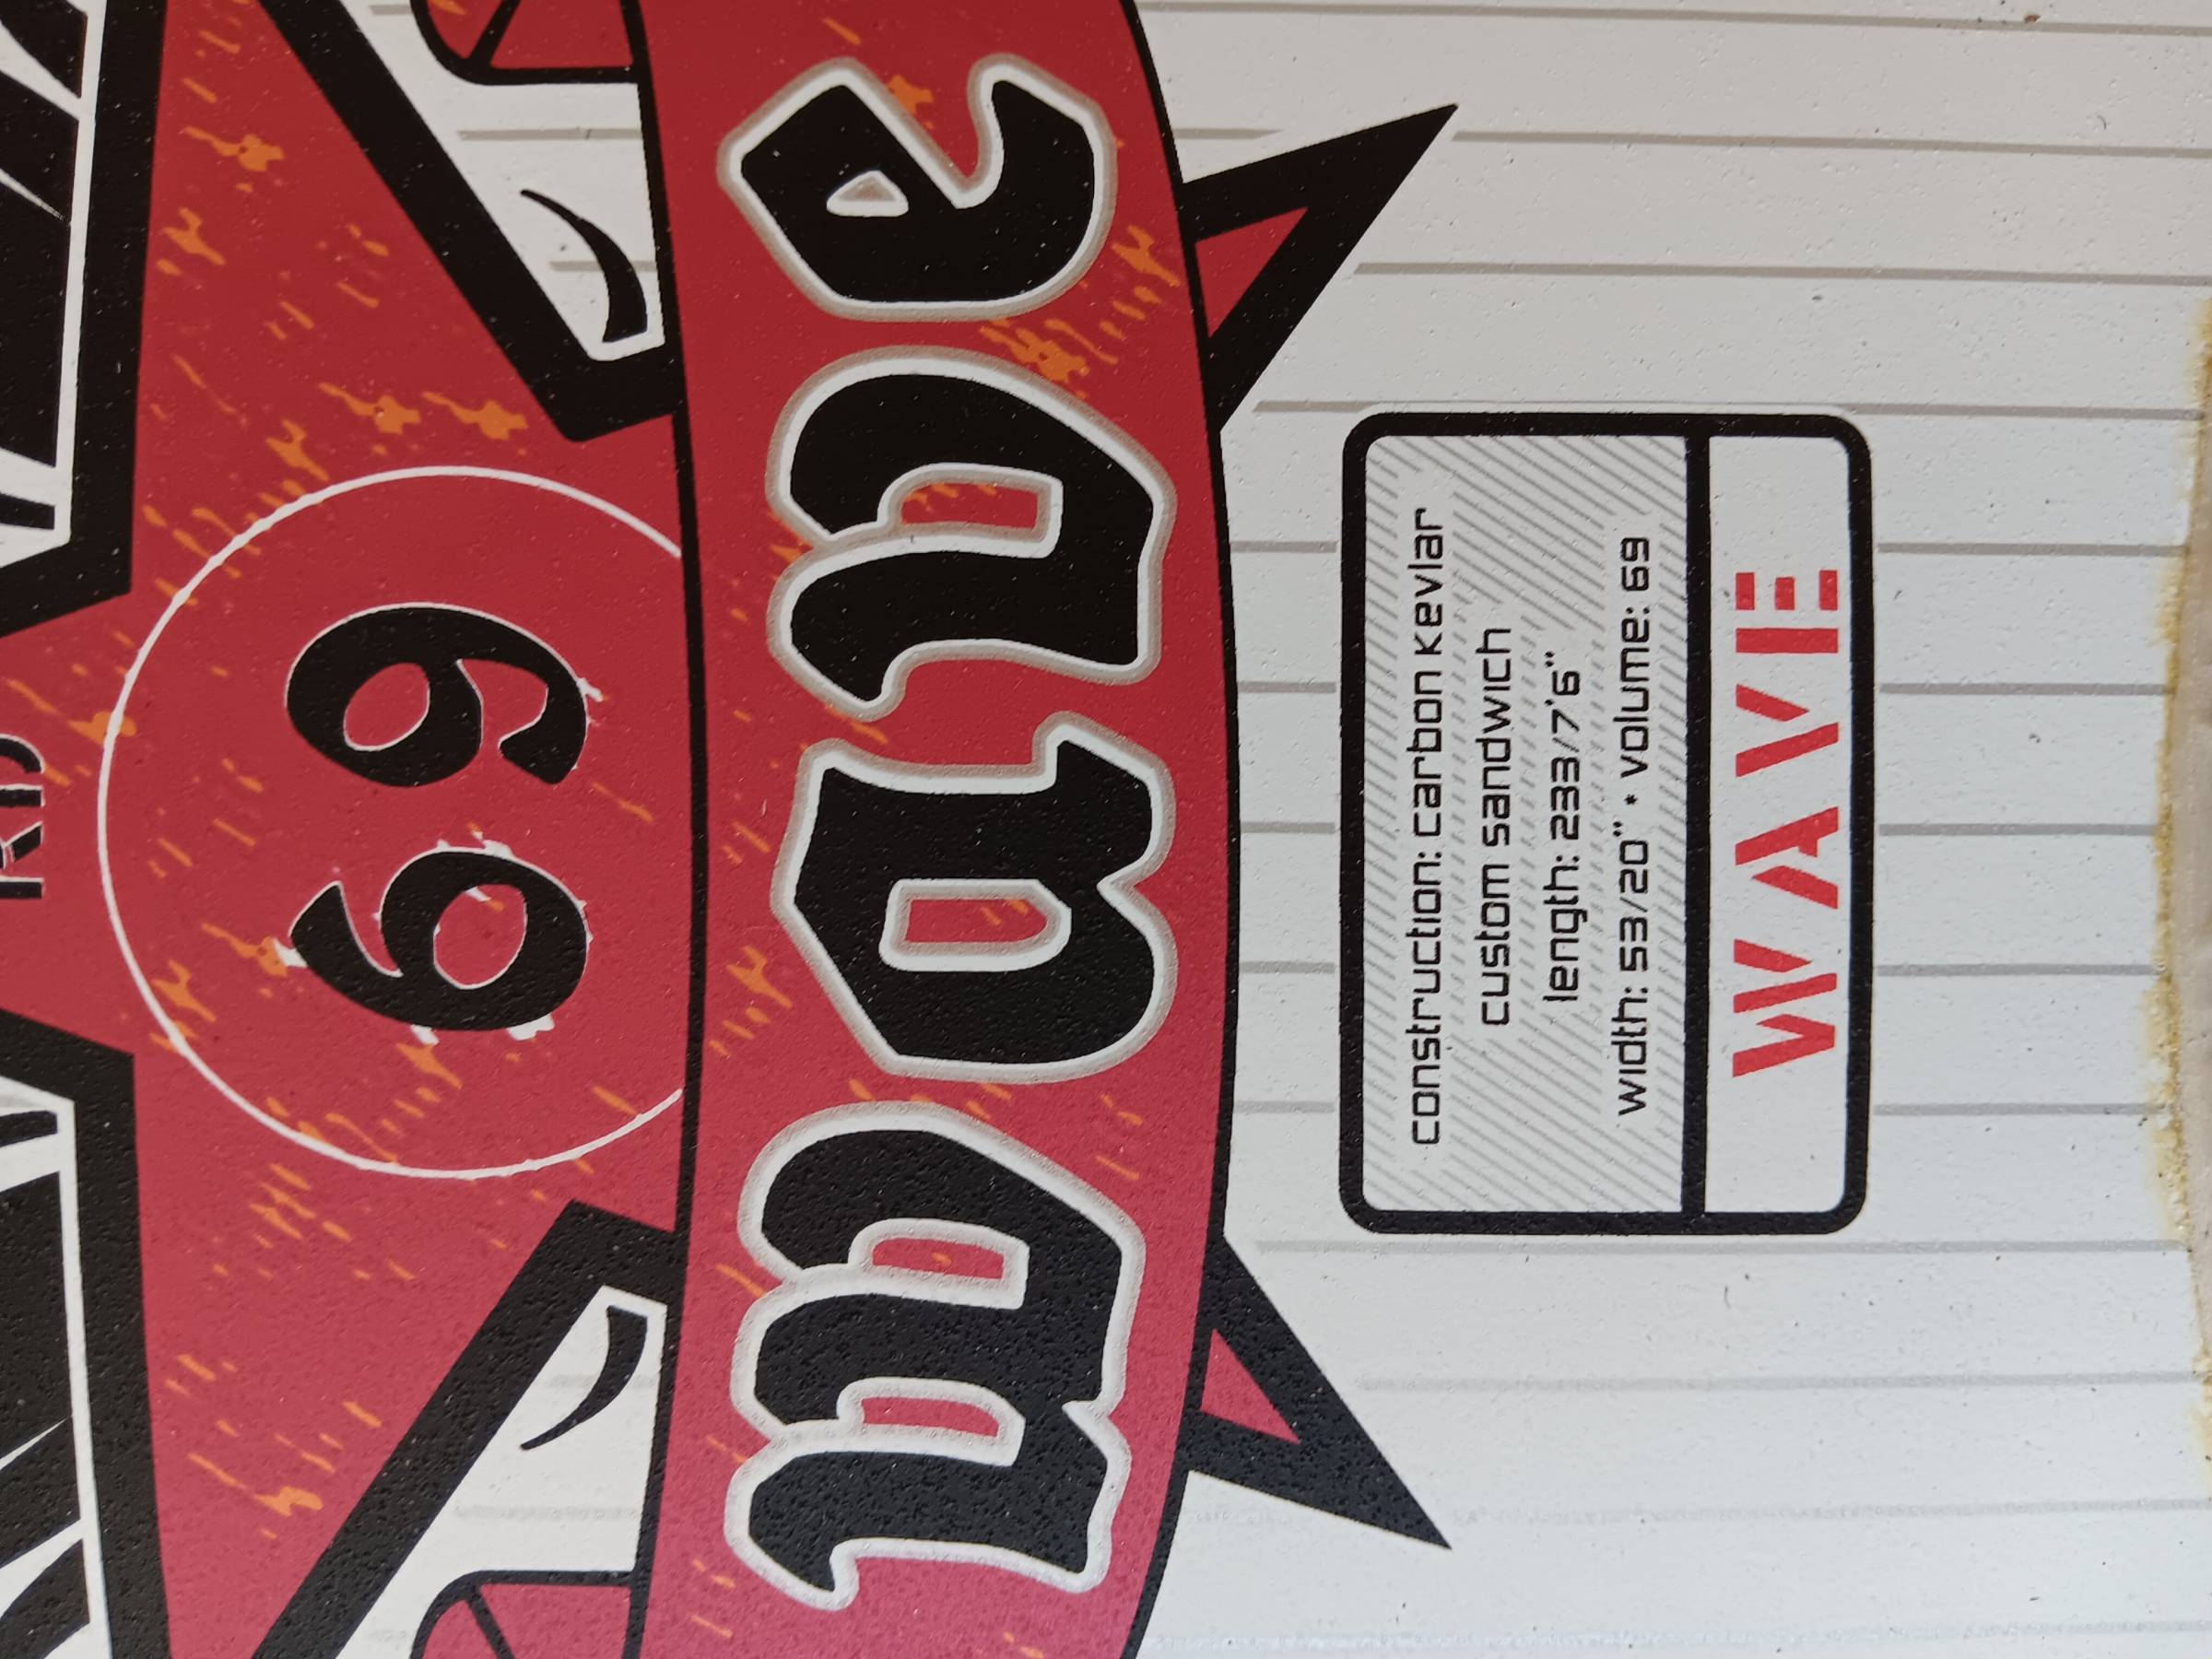 69
wave
construction: carbon kevlar
custom sandwich
length: 233/7'6"
width: 53/20" • volume: 69
WAVE